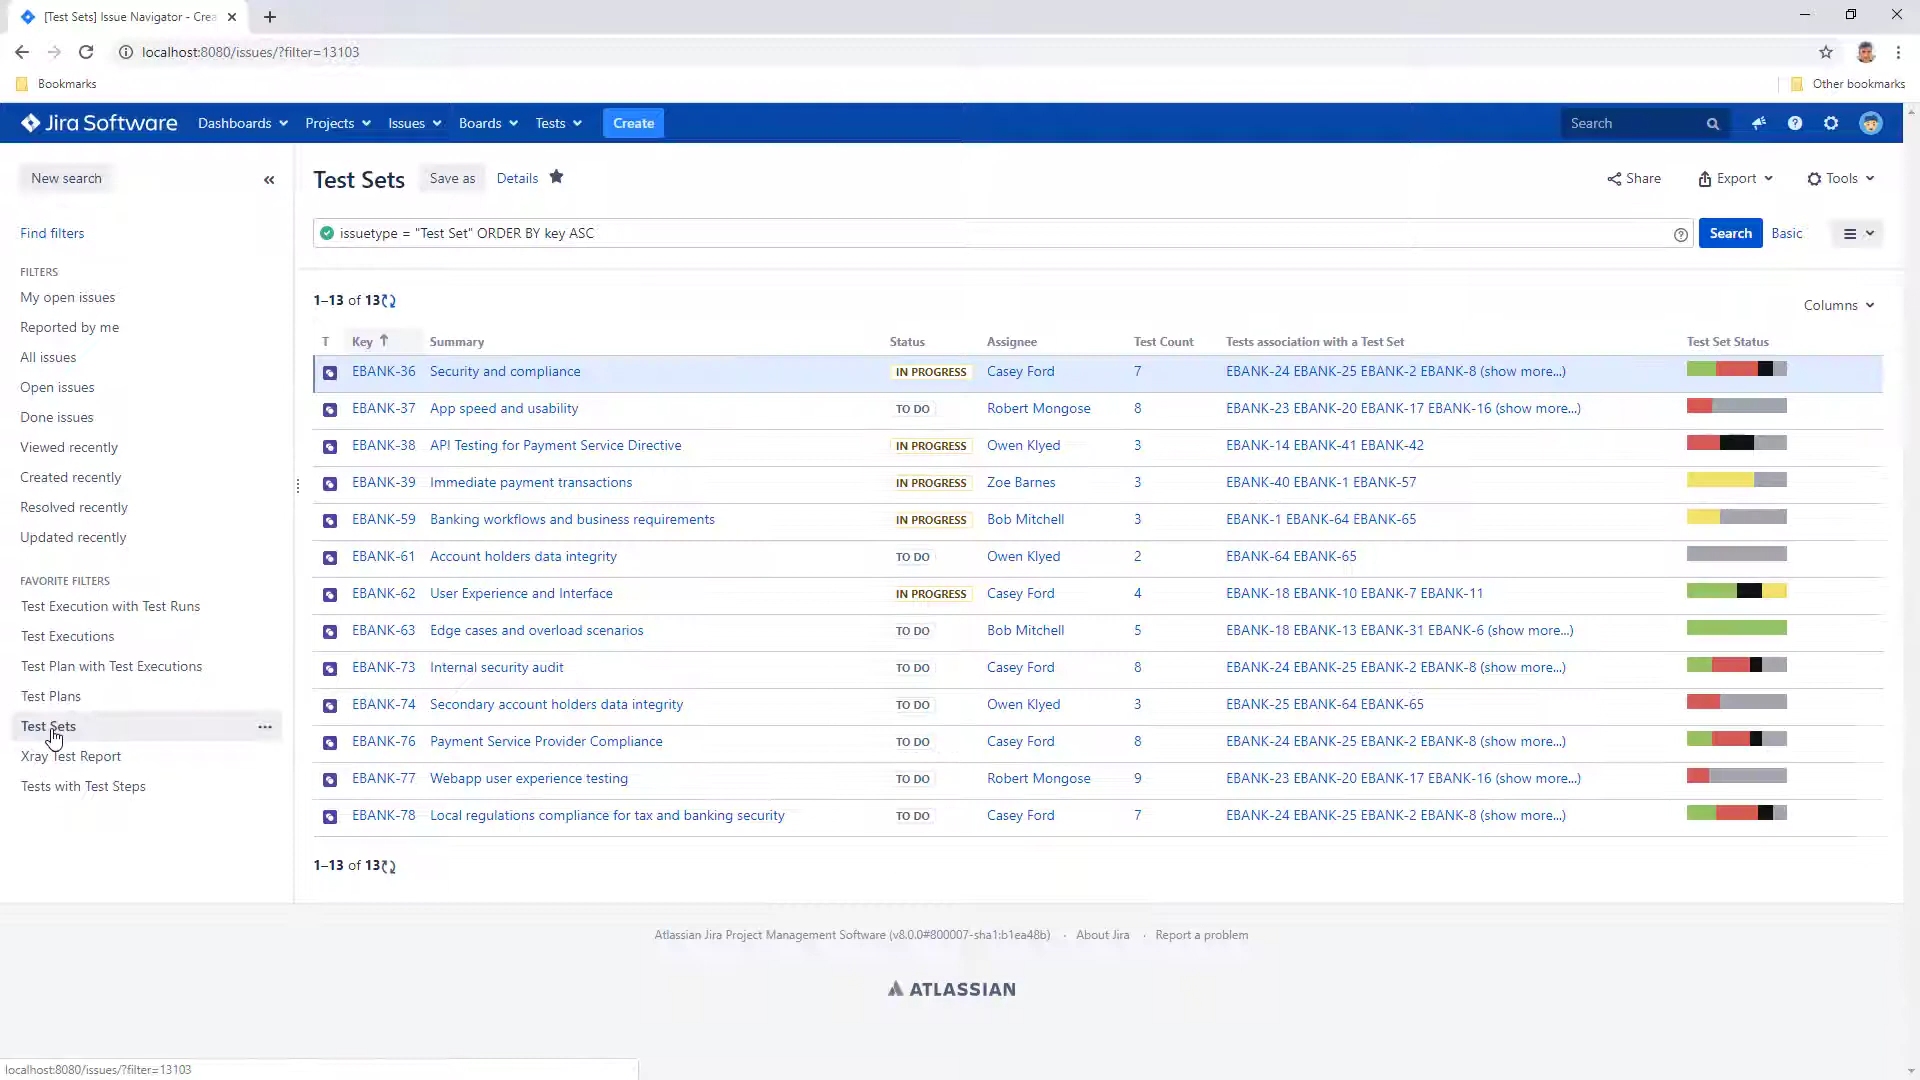 [Test Sets] Issue Navigator - Crea
localhost:8080/issues/?filter=13103
Bookmarks
Other bookmarks
Jira Software Dashboards Projects Issues Boards Tests Create Search
New search
Find filters
FILTERS
My open issues
Reported by me
All issues
Open issues
Done issues
Viewed recently
Created recently
Resolved recently
Updated recently
FAVORITE FILTERS
Test Execution with Test Runs
Test Executions
Test Plan with Test Executions
Test Plans
Test Sets
Xray Test Report
Tests with Test Steps
Test Sets Save as Details Share Export Tools
issuetype = "Test Set" ORDER BY key ASC Search Basic
1–13 of 13
Columns
T Key Summary Status Assignee Test Count Tests association with a Test Set Test Set Status
EBANK-36 Security and compliance IN PROGRESS Casey Ford 7 EBANK-24 EBANK-25 EBANK-2 EBANK-8 (show more...)
EBANK-37 App speed and usability TO DO Robert Mongose 8 EBANK-23 EBANK-20 EBANK-17 EBANK-16 (show more...)
EBANK-38 API Testing for Payment Service Directive IN PROGRESS Owen Klyed 3 EBANK-14 EBANK-41 EBANK-42
EBANK-39 Immediate payment transactions IN PROGRESS Zoe Barnes 3 EBANK-40 EBANK-1 EBANK-57
EBANK-59 Banking workflows and business requirements IN PROGRESS Bob Mitchell 3 EBANK-1 EBANK-64 EBANK-65
EBANK-61 Account holders data integrity TO DO Owen Klyed 2 EBANK-64 EBANK-65
EBANK-62 User Experience and Interface IN PROGRESS Casey Ford 4 EBANK-18 EBANK-10 EBANK-7 EBANK-11
EBANK-63 Edge cases and overload scenarios TO DO Bob Mitchell 5 EBANK-18 EBANK-13 EBANK-31 EBANK-6 (show more...)
EBANK-73 Internal security audit TO DO Casey Ford 8 EBANK-24 EBANK-25 EBANK-2 EBANK-8 (show more...)
EBANK-74 Secondary account holders data integrity TO DO Owen Klyed 3 EBANK-25 EBANK-64 EBANK-65
EBANK-76 Payment Service Provider Compliance TO DO Casey Ford 8 EBANK-24 EBANK-25 EBANK-2 EBANK-8 (show more...)
EBANK-77 Webapp user experience testing TO DO Robert Mongose 9 EBANK-23 EBANK-20 EBANK-17 EBANK-16 (show more...)
EBANK-78 Local regulations compliance for tax and banking security TO DO Casey Ford 7 EBANK-24 EBANK-25 EBANK-2 EBANK-8 (show more...)
1–13 of 13
Atlassian Jira Project Management Software (v8.0.0#800007-sha1:b1ea48b) · About Jira · Report a problem
ATLASSIAN
localhost:8080/issues/?filter=13103